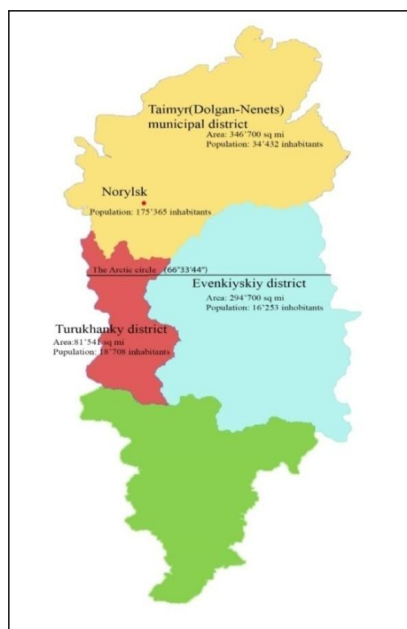 Taimyr(Dolgan-Nenets)
municipal district
Area: 346'700 sq mi
Population: 34'432 inhabitants
Norylsk
Population: 175'365 inhabitants
The Arctic circle (66°33'44")
Evenkiyskiy district
Area: 294'700 sq mi
Population: 16'253 inhobitants
Turukhanky district
Area:81'541 sq mi
Pupulation: 18'708 inhabitants